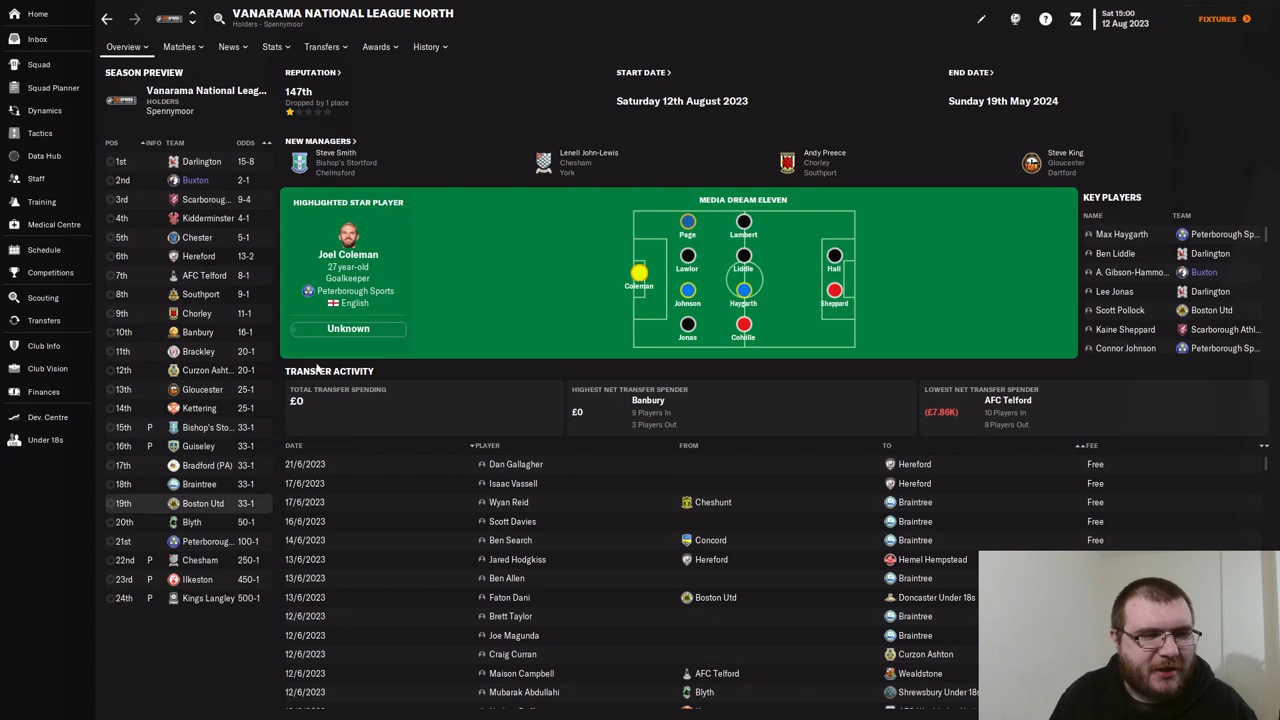 VANARAMA NATIONAL LEAGUE NORTH
Holders - Spennymoor
Sat 15:00
12 Aug 2023
FIXTURES
Home
Inbox
Squad
Squad Planner
Dynamics
Tactics
Data Hub
Staff
Training
Medical Centre
Schedule
Competitions
Scouting
Transfers
Club Info
Club Vision
Finances
Dev. Centre
Under 18s
Overview
Matches
News
Stats
Transfers
Awards
History
SEASON PREVIEW
Vanarama National Leag...
HOLDERS
Spennymoor
REPUTATION
147th
Dropped by 1 place
START DATE
Saturday 12th August 2023
END DATE
Sunday 19th May 2024
NEW MANAGERS
Steve Smith
Bishop's Stortford
Chelmsford
Lenell John-Lewis
Chesham
York
Andy Preece
Chorley
Southport
Steve King
Gloucester
Dartford
POS INFO TEAM ODDS
1st Darlington 15-8
2nd Buxton 2-1
3rd Scarboroug... 9-4
4th Kidderminster 4-1
5th Chester 5-1
6th Hereford 13-2
7th AFC Telford 8-1
8th Southport 9-1
9th Chorley 11-1
10th Banbury 16-1
11th Brackley 20-1
12th Curzon Asht... 20-1
13th Gloucester 25-1
14th Kettering 25-1
15th P Bishop's Sto... 33-1
16th P Guiseley 33-1
17th Bradford (PA) 33-1
18th Braintree 33-1
19th Boston Utd 33-1
20th Blyth 50-1
21st Peterboroug... 100-1
22nd P Chesham 250-1
23rd P Ilkeston 450-1
24th P Kings Langley 500-1
HIGHLIGHTED STAR PLAYER
Joel Coleman
27 year-old
Goalkeeper
Peterborough Sports
English
Unknown
MEDIA DREAM ELEVEN
Page
Lambert
Lawlor
Liddle
Hall
Coleman
Johnson
Haygarth
Sheppard
Jonas
Colville
KEY PLAYERS
NAME TEAM
Max Haygarth Peterborough Sp...
Ben Liddle Darlington
A. Gibson-Hammo... Buxton
Lee Jonas Darlington
Scott Pollock Boston Utd
Kaine Sheppard Scarborough Athl...
Connor Johnson Peterborough Sp...
TRANSFER ACTIVITY
TOTAL TRANSFER SPENDING
£0
HIGHEST NET TRANSFER SPENDER
£0
Banbury
9 Players In
3 Players Out
LOWEST NET TRANSFER SPENDER
(£7.86K)
AFC Telford
10 Players In
8 Players Out
DATE PLAYER FROM TO FEE
21/6/2023 Dan Gallagher Hereford Free
17/6/2023 Isaac Vassell Hereford Free
17/6/2023 Wyan Reid Cheshunt Braintree Free
16/6/2023 Scott Davies Braintree Free
14/6/2023 Ben Search Concord Braintree Free
13/6/2023 Jared Hodgkiss Hereford Hemel Hempstead
13/6/2023 Ben Allen Braintree
13/6/2023 Faton Dani Boston Utd Doncaster Under 18s
12/6/2023 Brett Taylor Braintree
12/6/2023 Joe Magunda Braintree
12/6/2023 Craig Curran Curzon Ashton
12/6/2023 Maison Campbell AFC Telford Wealdstone
12/6/2023 Mubarak Abdullahi Blyth Shrewsbury Under 18s